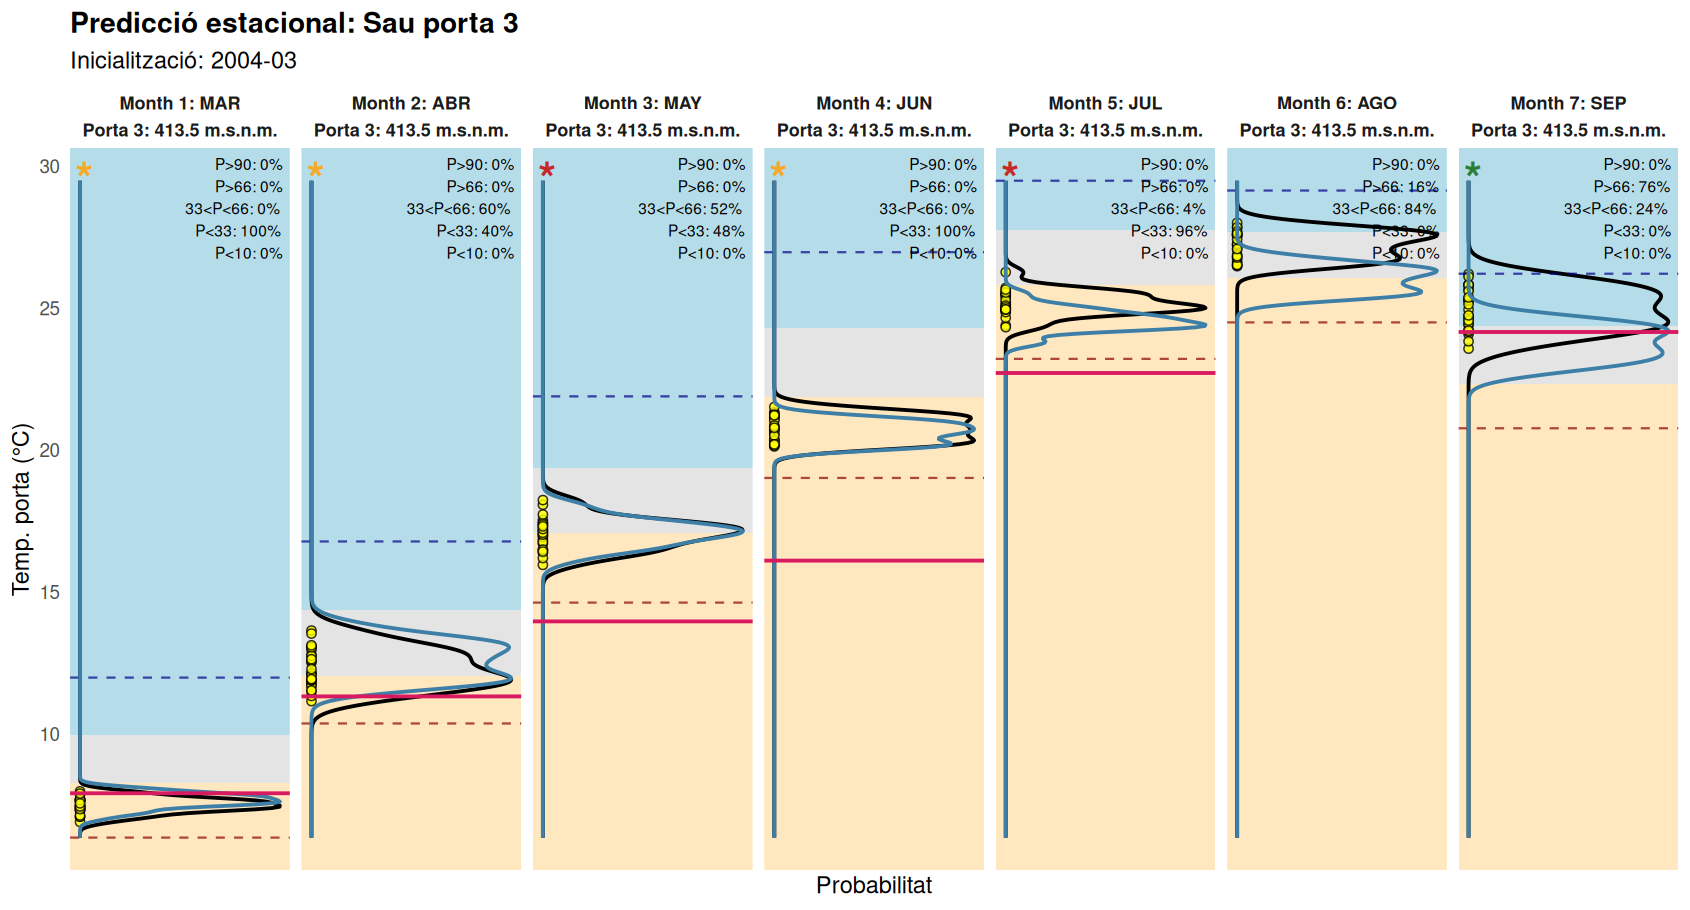 Predicció estacional: Sau porta 3
Inicialització: 2004-03
Month 1: MAR
Porta 3: 413.5 m.s.n.m.
Month 2: ABR
Porta 3: 413.5 m.s.n.m.
Month 3: MAY
Porta 3: 413.5 m.s.n.m.
Month 4: JUN
Porta 3: 413.5 m.s.n.m.
Month 5: JUL
Porta 3: 413.5 m.s.n.m.
Month 6: AGO
Porta 3: 413.5 m.s.n.m.
Month 7: SEP
Porta 3: 413.5 m.s.n.m.
Temp. porta (°C)
30
25
20
15
10
*
P>90: 0%
P>66: 0%
33<P<66: 0%
P<33: 100%
P<10: 0%
*
P>90: 0%
P>66: 0%
33<P<66: 60%
P<33: 40%
P<10: 0%
*
P>90: 0%
P>66: 0%
33<P<66: 52%
P<33: 48%
P<10: 0%
*
P>90: 0%
P>66: 0%
33<P<66: 0%
P<33: 100%
P<10: 0%
*
P>90: 0%
P>66: 0%
33<P<66: 4%
P<33: 96%
P<10: 0%
P>90: 0%
P>66: 16%
33<P<66: 84%
P<33: 0%
P<10: 0%
*
P>90: 0%
P>66: 76%
33<P<66: 24%
P<33: 0%
P<10: 0%
Probabilitat